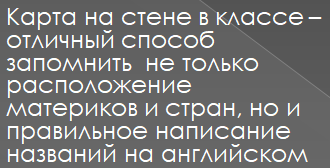 Карта на стене в классе –
отличный способ
запомнить  не только
расположение
материков и стран, но и
правильное написание
названий на английском